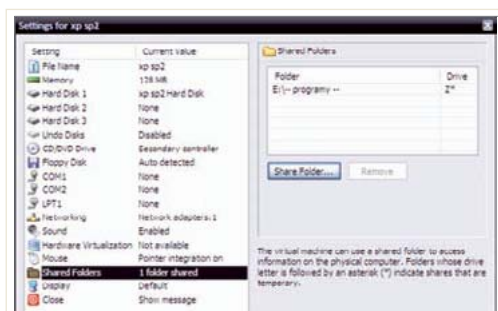 Settings for xp sp2
Setting Current value
File Name xp sp2
Memory 128 MB
Hard Disk 1 xp sp2 Hard Disk
Hard Disk 2 None
Hard Disk 3 None
Undo Disks Disabled
CD/DVD Drive Secondary controller
Floppy Disk Auto detected
COM1 None
COM2 None
LPT1 None
Networking Network adapters: 1
Sound Enabled
Hardware Virtualization Not available
Mouse Pointer integration on
Shared Folders 1 folder shared
Display Default
Close Show message
Shared Folders
Folder Drive
E:\-- programy -- Z*
Share Folder... Remove
The virtual machine can use a shared folder to access
information on the physical computer. Folders whose drive
letter is followed by an asterisk (*) indicate shares that are
temporary.